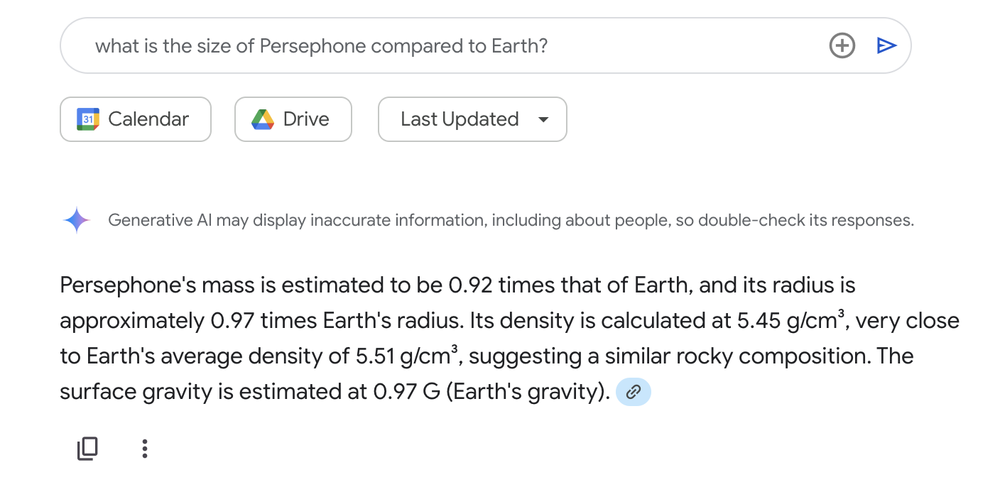 what is the size of Persephone compared to Earth?
31 Calendar
Drive
Last Updated
Generative AI may display inaccurate information, including about people, so double-check its responses.
Persephone's mass is estimated to be 0.92 times that of Earth, and its radius is
approximately 0.97 times Earth's radius. Its density is calculated at 5.45 g/cm³, very close
to Earth's average density of 5.51 g/cm³, suggesting a similar rocky composition. The
surface gravity is estimated at 0.97 G (Earth's gravity).